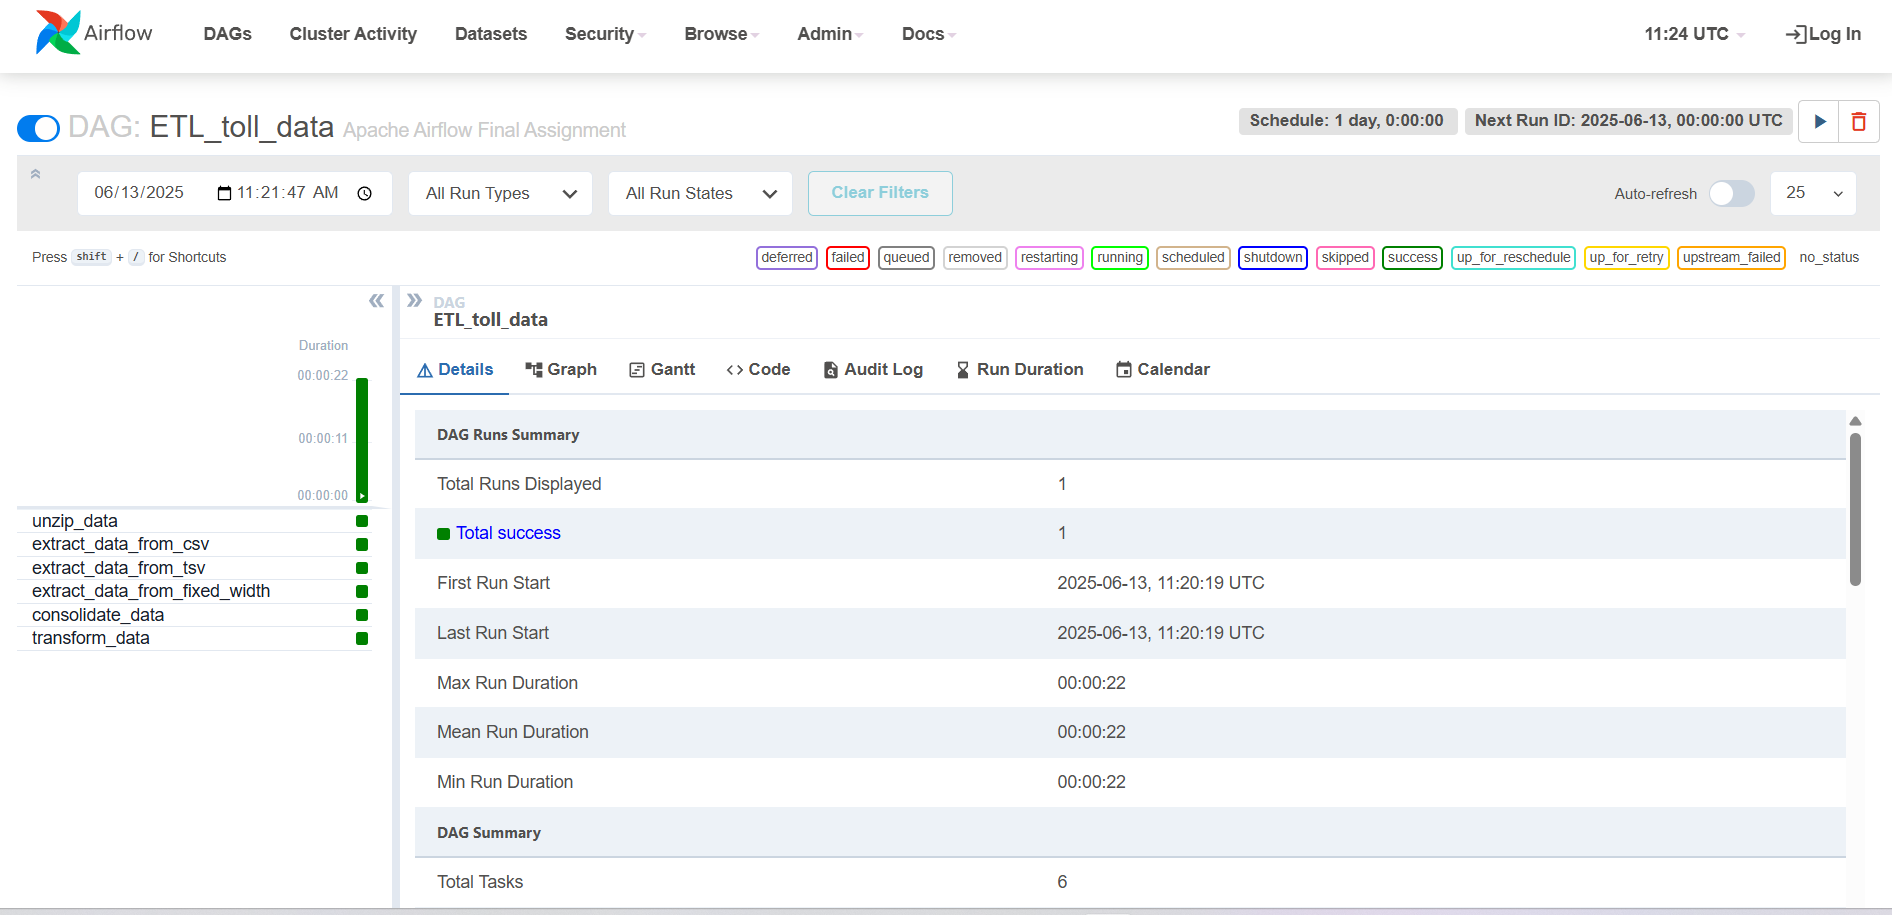 Airflow DAGs Cluster Activity Datasets Security Browse Admin Docs 11:24 UTC Log In
DAG: ETL_toll_data Apache Airflow Final Assignment Schedule: 1 day, 0:00:00 Next Run ID: 2025-06-13, 00:00:00 UTC
06/13/2025 11:21:47 AM All Run Types All Run States Clear Filters Auto-refresh 25
Press shift + / for Shortcuts deferred failed queued removed restarting running scheduled shutdown skipped success up_for_reschedule up_for_retry upstream_failed no_status
Duration
00:00:22
00:00:11
00:00:00
unzip_data
extract_data_from_csv
extract_data_from_tsv
extract_data_from_fixed_width
consolidate_data
transform_data
DAG
ETL_toll_data
Details Graph Gantt Code Audit Log Run Duration Calendar
DAG Runs Summary
Total Runs Displayed 1
Total success 1
First Run Start 2025-06-13, 11:20:19 UTC
Last Run Start 2025-06-13, 11:20:19 UTC
Max Run Duration 00:00:22
Mean Run Duration 00:00:22
Min Run Duration 00:00:22
DAG Summary
Total Tasks 6